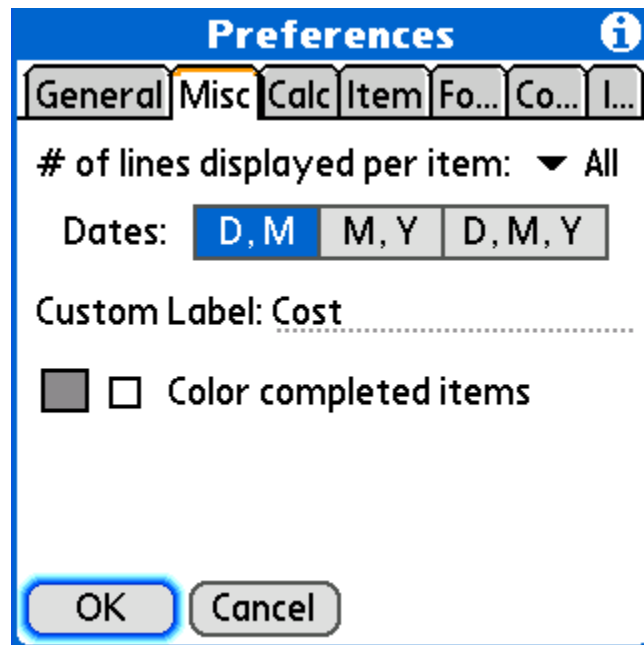 Preferences
General Misc Calc Item Fo... Co... I...
# of lines displayed per item: All
Dates: D, M M, Y D, M, Y
Custom Label: Cost
Color completed items
OK Cancel